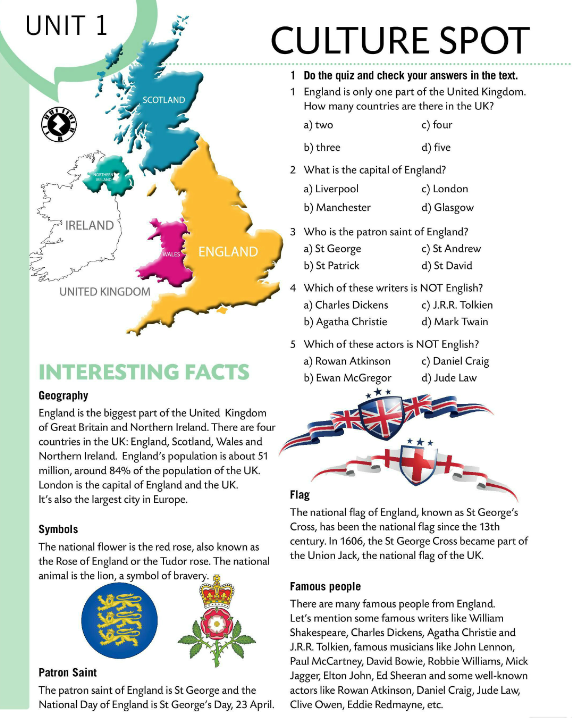 UNIT 1
CULTURE SPOT
SCOTLAND
NORTHERN
IRELAND
IRELAND
WALES
ENGLAND
UNITED KINGDOM
INTERESTING FACTS
Geography
England is the biggest part of the United Kingdom
of Great Britain and Northern Ireland. There are four
countries in the UK: England, Scotland, Wales and
Northern Ireland. England's population is about 51
million, around 84% of the population of the UK.
London is the capital of England and the UK.
It's also the largest city in Europe.
Symbols
The national flower is the red rose, also known as
the Rose of England or the Tudor rose. The national
animal is the lion, a symbol of bravery.
Patron Saint
The patron saint of England is St George and the
National Day of England is St George's Day, 23 April.
1 Do the quiz and check your answers in the text.
1 England is only one part of the United Kingdom.
How many countries are there in the UK?
a) two c) four
b) three d) five
2 What is the capital of England?
a) Liverpool c) London
b) Manchester d) Glasgow
3 Who is the patron saint of England?
a) St George c) St Andrew
b) St Patrick d) St David
4 Which of these writers is NOT English?
a) Charles Dickens c) J.R.R. Tolkien
b) Agatha Christie d) Mark Twain
5 Which of these actors is NOT English?
a) Rowan Atkinson c) Daniel Craig
b) Ewan McGregor d) Jude Law
Flag
The national flag of England, known as St George's
Cross, has been the national flag since the 13th
century. In 1606, the St George Cross became part of
the Union Jack, the national flag of the UK.
Famous people
There are many famous people from England.
Let's mention some famous writers like William
Shakespeare, Charles Dickens, Agatha Christie and
J.R.R. Tolkien, famous musicians like John Lennon,
Paul McCartney, David Bowie, Robbie Williams, Mick
Jagger, Elton John, Ed Sheeran and some well-known
actors like Rowan Atkinson, Daniel Craig, Jude Law,
Clive Owen, Eddie Redmayne, etc.